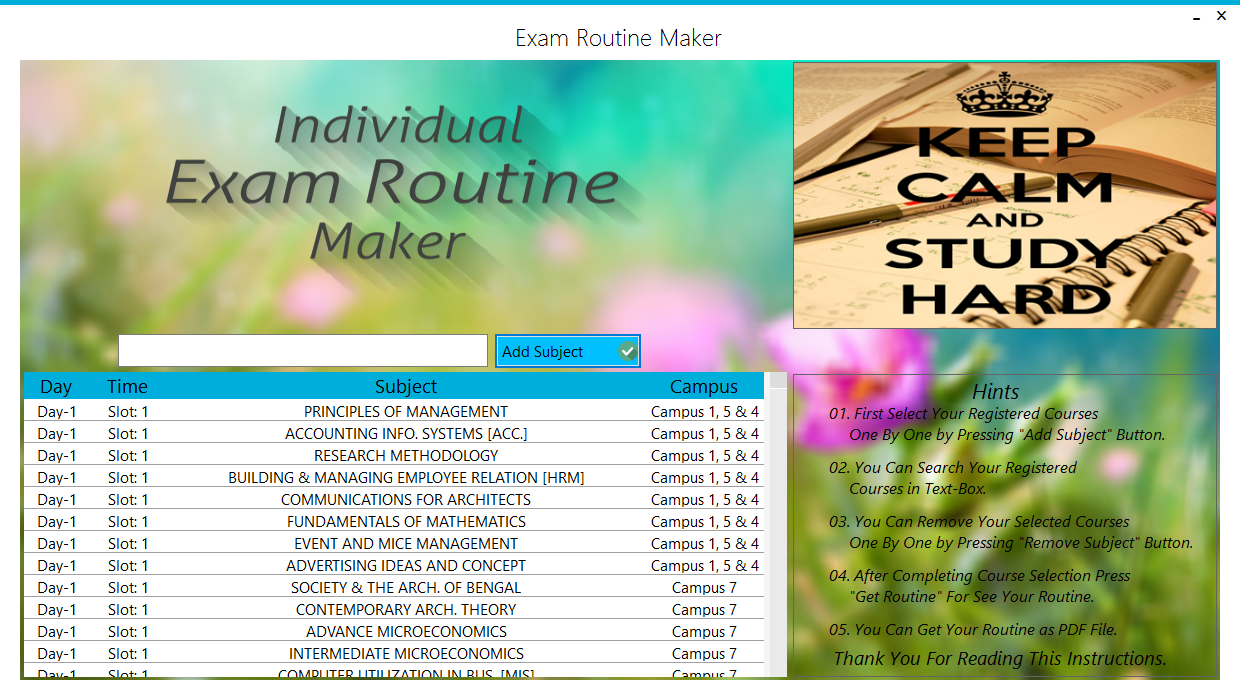 Exam Routine Maker
Individual
Exam Routine
Maker
KEEP
CALM
AND
STUDY
HARD
Add Subject
Day Time Subject Campus
Day-1 Slot: 1 PRINCIPLES OF MANAGEMENT Campus 1, 5 & 4
Day-1 Slot: 1 ACCOUNTING INFO. SYSTEMS [ACC.] Campus 1, 5 & 4
Day-1 Slot: 1 RESEARCH METHODOLOGY Campus 1, 5 & 4
Day-1 Slot: 1 BUILDING & MANAGING EMPLOYEE RELATION [HRM] Campus 1, 5 & 4
Day-1 Slot: 1 COMMUNICATIONS FOR ARCHITECTS Campus 1, 5 & 4
Day-1 Slot: 1 FUNDAMENTALS OF MATHEMATICS Campus 1, 5 & 4
Day-1 Slot: 1 EVENT AND MICE MANAGEMENT Campus 1, 5 & 4
Day-1 Slot: 1 ADVERTISING IDEAS AND CONCEPT Campus 1, 5 & 4
Day-1 Slot: 1 SOCIETY & THE ARCH. OF BENGAL Campus 7
Day-1 Slot: 1 CONTEMPORARY ARCH. THEORY Campus 7
Day-1 Slot: 1 ADVANCE MICROECONOMICS Campus 7
Day-1 Slot: 1 INTERMEDIATE MICROECONOMICS Campus 7
Day-1 Slot: 1 COMPUTER UTILIZATION IN BUS. [MIS] Campus 7
Hints
01. First Select Your Registered Courses
One By One by Pressing "Add Subject" Button.
02. You Can Search Your Registered
Courses in Text-Box.
03. You Can Remove Your Selected Courses
One By One by Pressing "Remove Subject" Button.
04. After Completing Course Selection Press
"Get Routine" For See Your Routine.
05. You Can Get Your Routine as PDF File.
Thank You For Reading This Instructions.